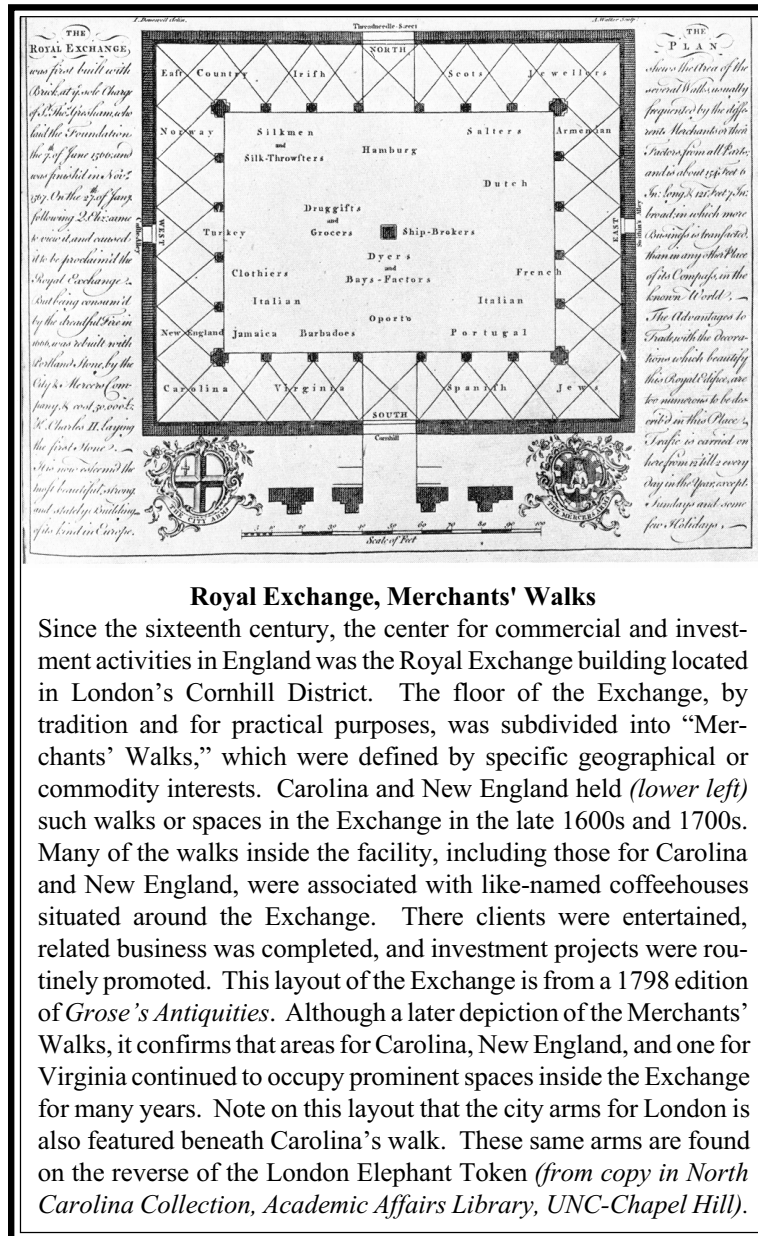 I. Donowell delin.
Threadneedle Street
A. Walker Sculp.
THE
ROYAL EXCHANGE,
was first built with
Brick, at yͤ sole Charge
of Sr. Tho: Gresham, who
laid the Foundation
the 7th. of June 1566; and
was finish'd in Novr.
1567. On the 27th. of Jany.
following Q. Eliz: came
to view it, and caused
it to be proclaim'd the
Royal Exchange.
But being consum'd
by the dreadful Fire in
1666, was rebuilt with
Portland Stone, by the
City & Mercers Com-
pany, & cost 50,000£;
K. Charles II. laying
the first Stone.
It is now esteem'd the
most beautiful, strong,
and stately Building
of its kind in Europe.
NORTH
East Country
Irish
Scots
Jewellers
Norway
Silkmen
and
Silk-Throwsters
Hamburg
Salters
Armenian
Dutch
Druggists
and
Grocers
Ship-Brokers
Turkey
WEST
EAST
Castle Alley
Swithin's Alley
Dyers
and
Bays-Factors
Clothiers
French
Italian
Italian
Oporto
New England
Jamaica
Barbadoes
Portugal
Carolina
Virginia
Spanish
Jews
SOUTH
Cornhill
THE CITY ARMS
THE MERCERS ARMS
5 10 20 30 40 50 60 70 80 90 100
Scale of Feet
THE
PLAN
shews the Area of the
several Walks, usually
frequented by the diffe-
rent Merchants or their
Factors from all Parts;
and is about 154 Feet 6
In: Long, & 121 Feet 7 In:
broad; in which more
Business is transacted,
than in any other Place
of its Compass, in the
known World.
The Advantages to
Trade, with the Decora-
tions which beautify
this Royal Edifice, are
too numerous to be des-
crib'd in this Place.
Trafic is carried on
here from 12 till 2 every
Day in the Year, except
Sundays and some
few Holidays.
Royal Exchange, Merchants' Walks
Since the sixteenth century, the center for commercial and invest-
ment activities in England was the Royal Exchange building located
in London’s Cornhill District. The floor of the Exchange, by
tradition and for practical purposes, was subdivided into “Mer-
chants’ Walks,” which were defined by specific geographical or
commodity interests. Carolina and New England held (lower left)
such walks or spaces in the Exchange in the late 1600s and 1700s.
Many of the walks inside the facility, including those for Carolina
and New England, were associated with like-named coffeehouses
situated around the Exchange. There clients were entertained,
related business was completed, and investment projects were rou-
tinely promoted. This layout of the Exchange is from a 1798 edition
of Grose’s Antiquities. Although a later depiction of the Merchants’
Walks, it confirms that areas for Carolina, New England, and one for
Virginia continued to occupy prominent spaces inside the Exchange
for many years. Note on this layout that the city arms for London is
also featured beneath Carolina’s walk. These same arms are found
on the reverse of the London Elephant Token (from copy in North
Carolina Collection, Academic Affairs Library, UNC-Chapel Hill).